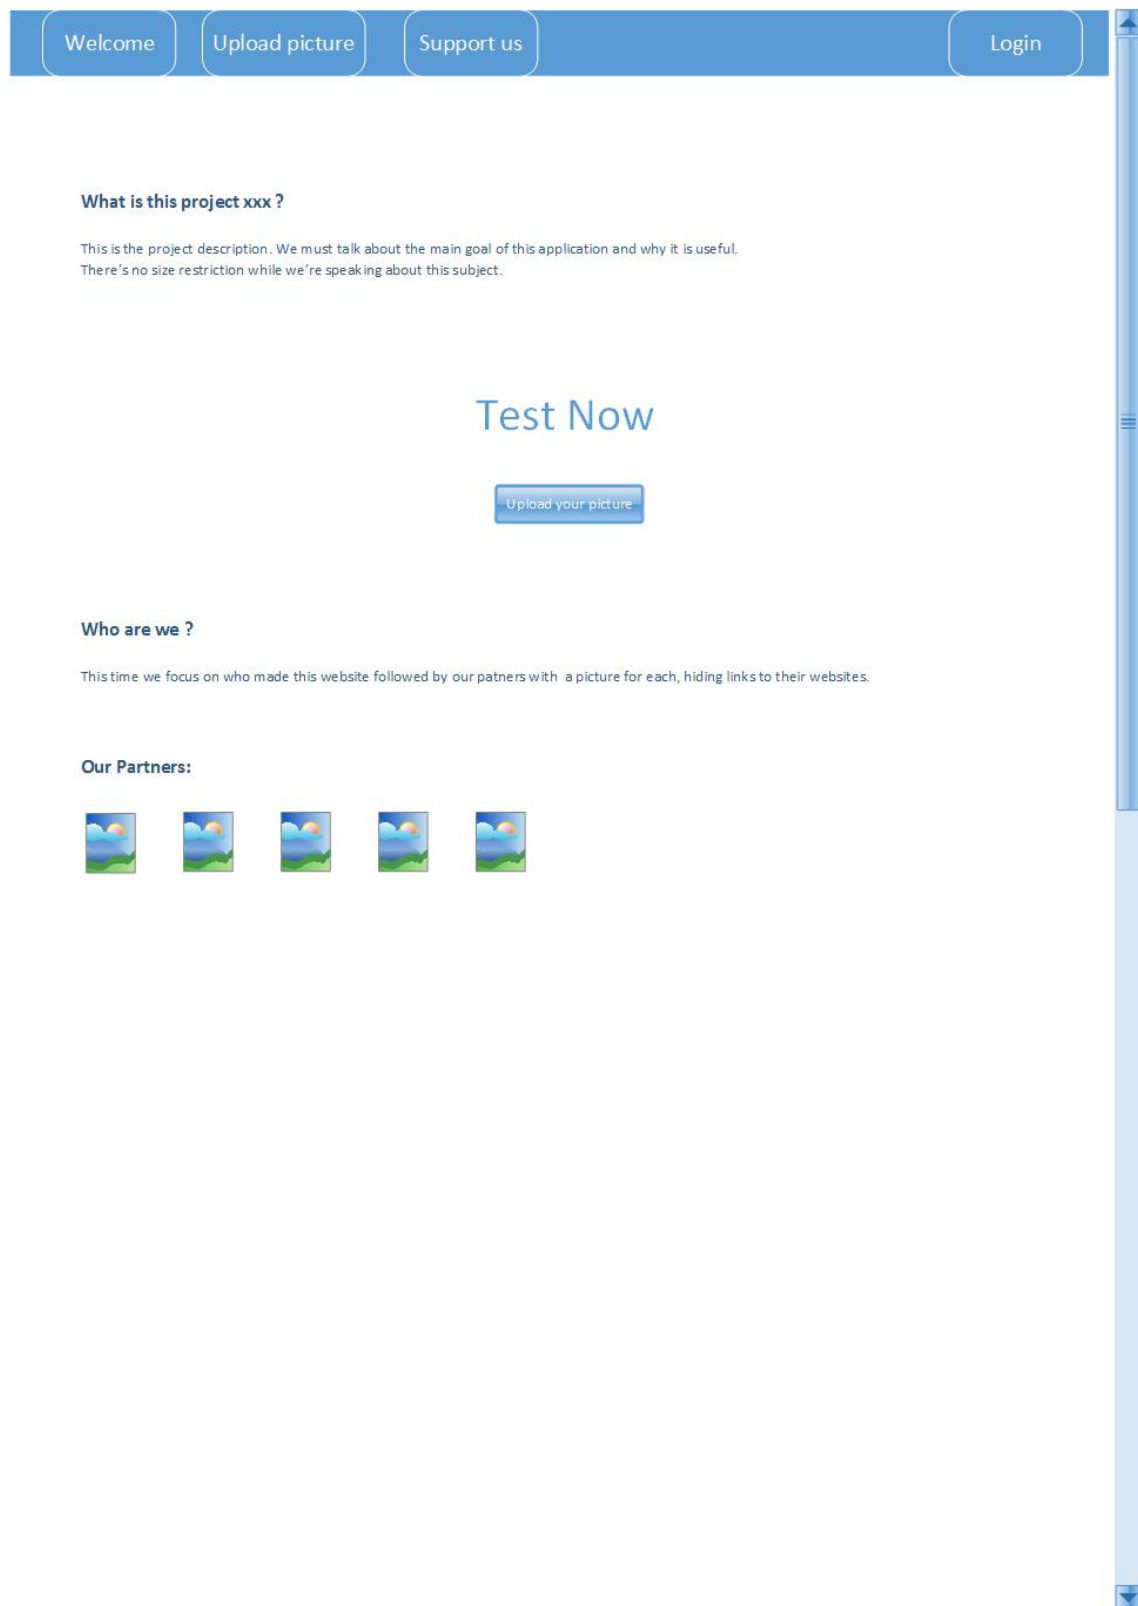 Welcome
Upload picture
Support us
Login
What is this project xxx ?
This is the project description. We must talk about the main goal of this application and why it is useful.
There's no size restriction while we're speaking about this subject.
Test Now
Upload your picture
Who are we ?
This time we focus on who made this website followed by our patners with a picture for each, hiding links to their websites.
Our Partners: